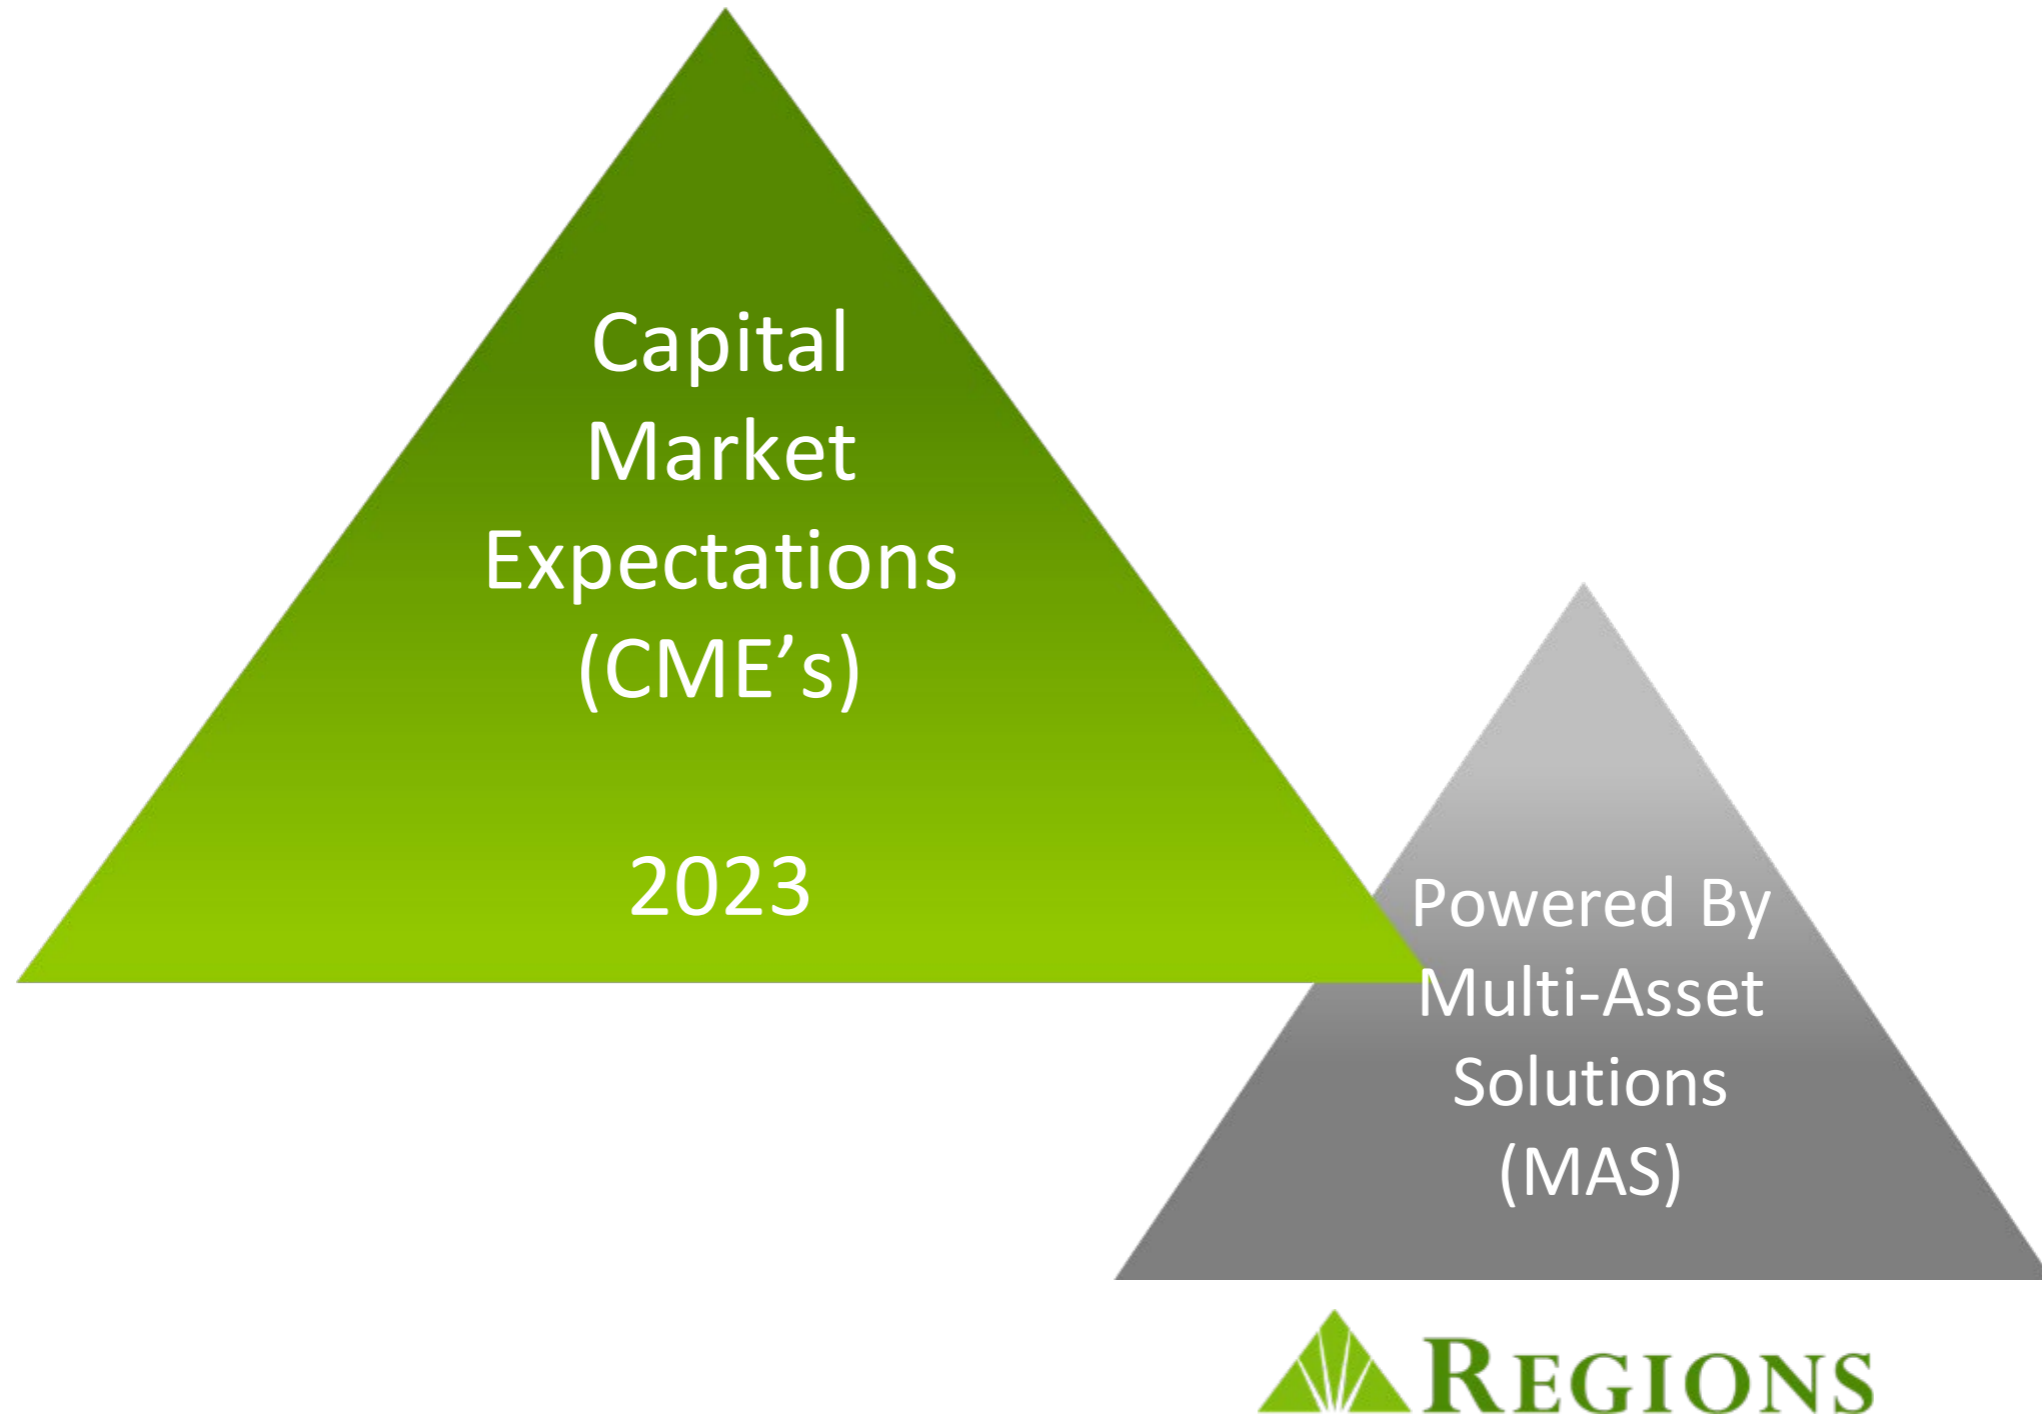 Capital
Market
Expectations
(CME’s)
2023
Powered By
Multi-Asset
Solutions
(MAS)
REGIONS